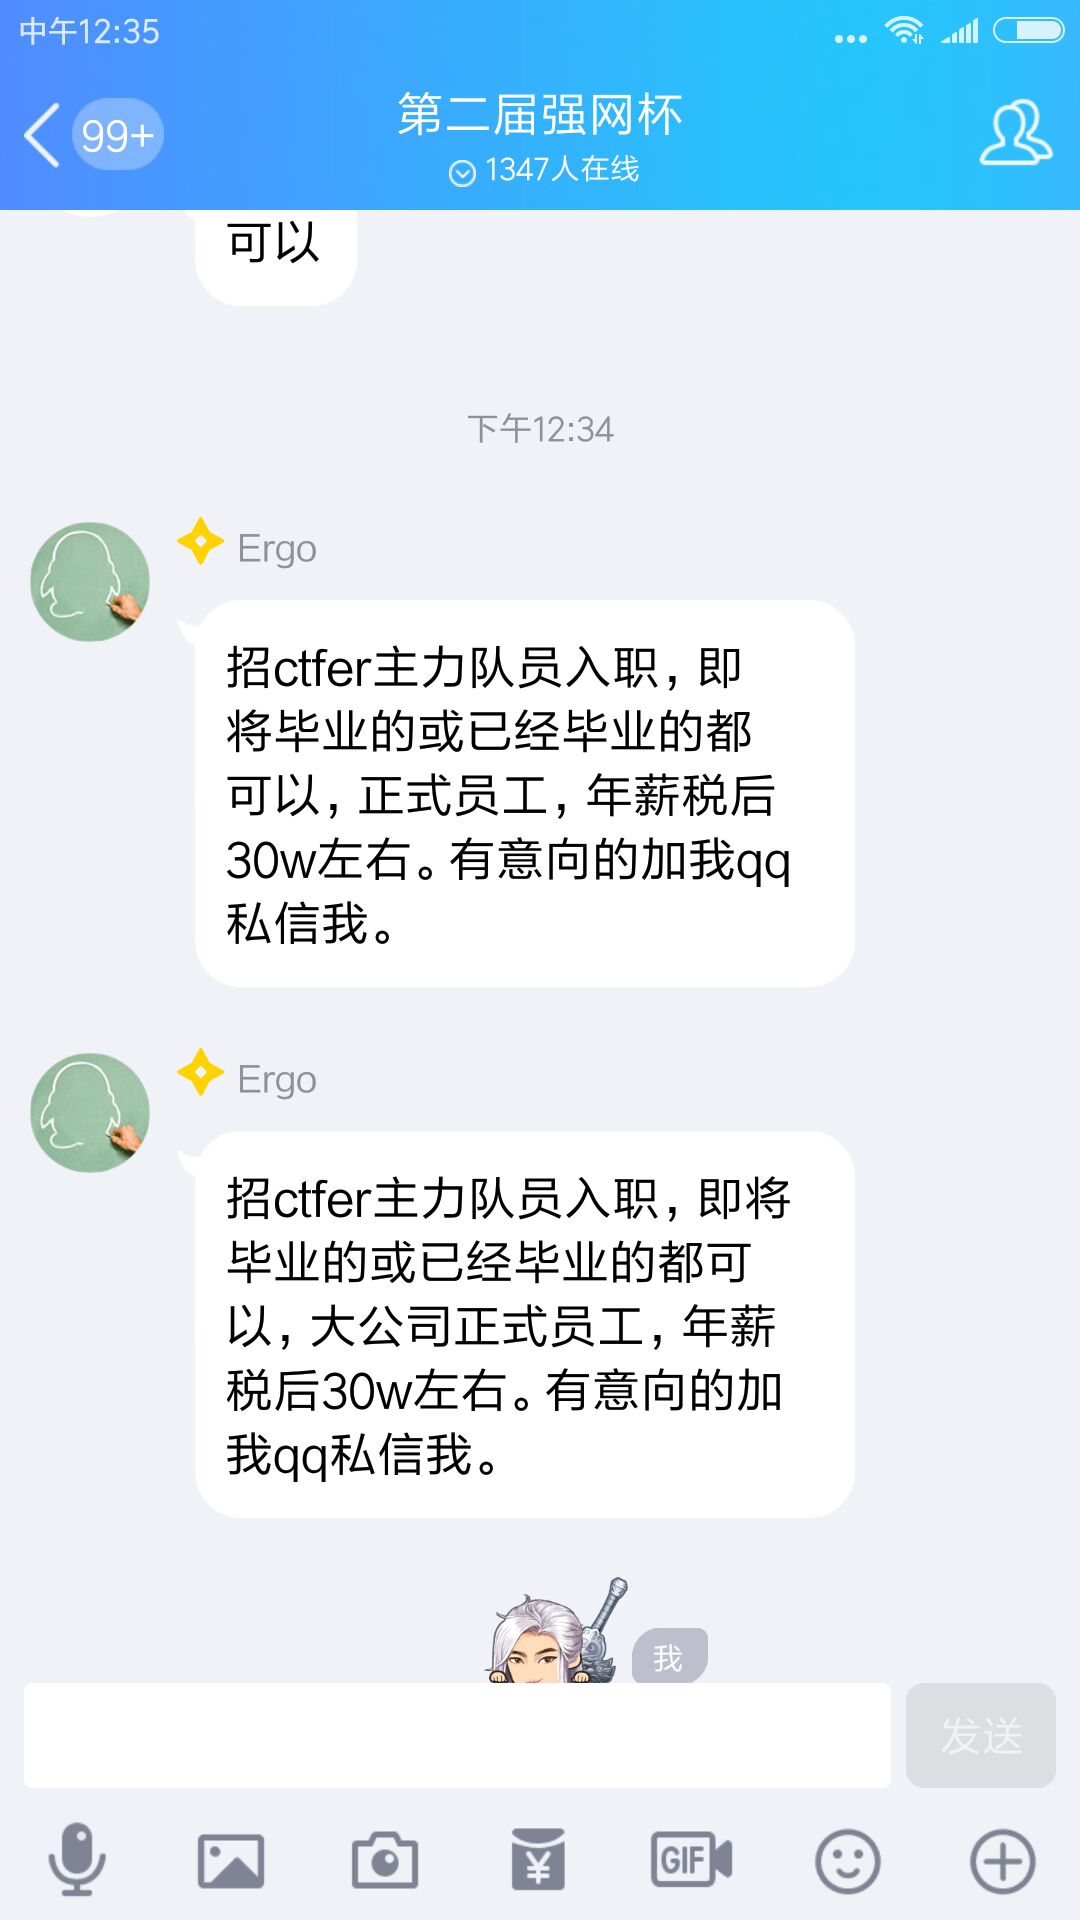 中午12:35
99+
第二届强网杯
1347人在线
可以
下午12:34
Ergo
招ctfer主力队员入职，即
将毕业的或已经毕业的都
可以，正式员工，年薪税后
30w左右。有意向的加我qq
私信我。
Ergo
招ctfer主力队员入职，即将
毕业的或已经毕业的都可
以，大公司正式员工，年薪
税后30w左右。有意向的加
我qq私信我。
我
发送
GIF